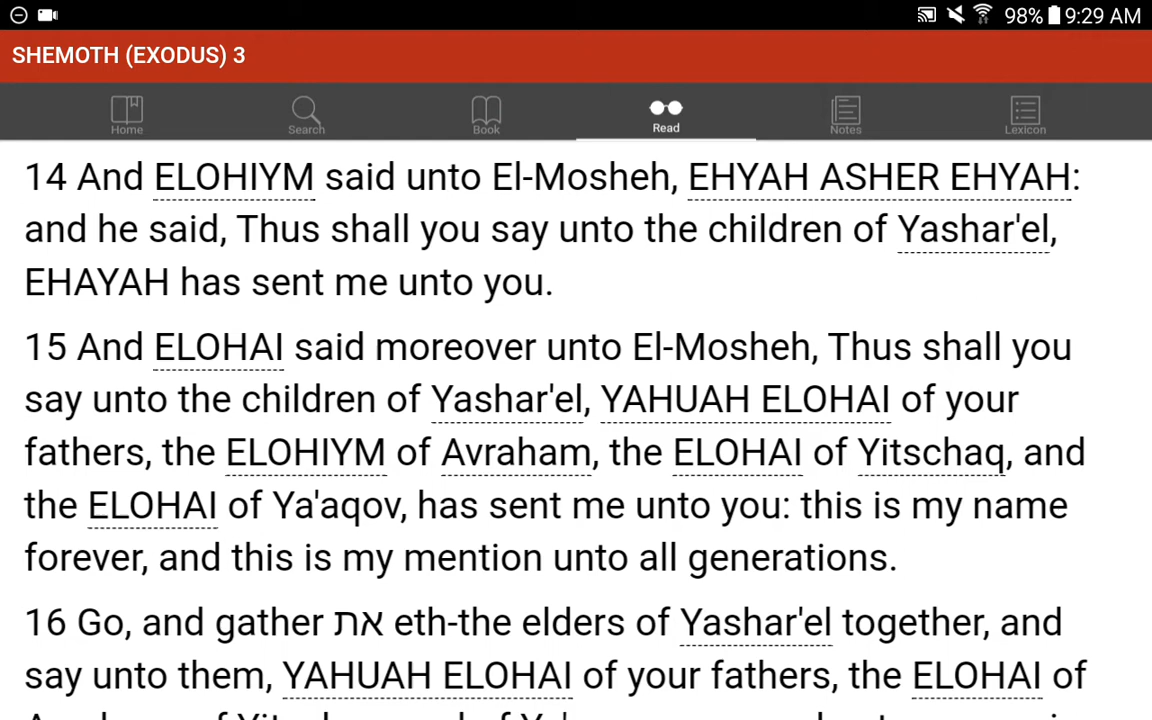 98% 9:29 AM
SHEMOTH (EXODUS) 3
Home Search Book Read Notes Lexicon
14 And ELOHIYM said unto El-Mosheh, EHYAH ASHER EHYAH:
and he said, Thus shall you say unto the children of Yashar'el,
EHAYAH has sent me unto you.
15 And ELOHAI said moreover unto El-Mosheh, Thus shall you
say unto the children of Yashar'el, YAHUAH ELOHAI of your
fathers, the ELOHIYM of Avraham, the ELOHAI of Yitschaq, and
the ELOHAI of Ya'aqov, has sent me unto you: this is my name
forever, and this is my mention unto all generations.
16 Go, and gather את eth-the elders of Yashar'el together, and
say unto them, YAHUAH ELOHAI of your fathers, the ELOHAI of